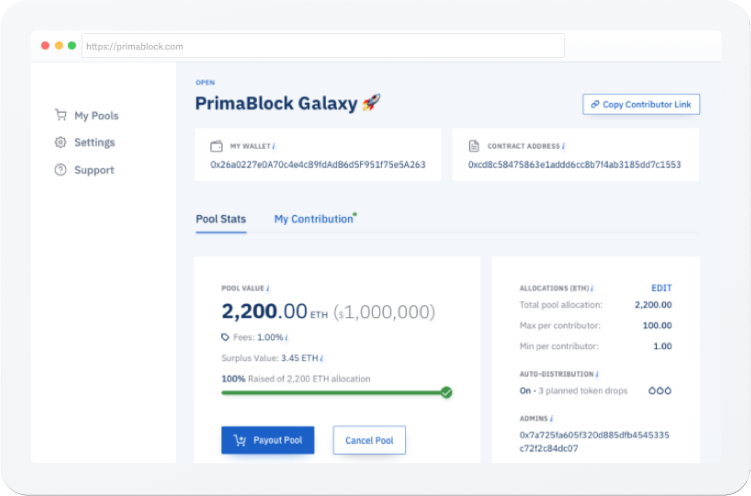 https://primablock.com
My Pools
Settings
Support
OPEN
PrimaBlock Galaxy 🚀
Copy Contributor Link
MY WALLET i
0x26a0227e0A70c4e4c89fdAdB6d5F951f75e5A263
CONTRACT ADDRESS i
0xcd8c58475863e1addd6cc8b7f4ab3185dd7c1553
Pool Stats
My Contribution
POOL VALUE i
2,200.00 ETH ($1,000,000)
Fees: 1.00% i
Surplus Value: 3.45 ETH i
100% Raised of 2,200 ETH allocation
Payout Pool
Cancel Pool
ALLOCATIONS (ETH) i
EDIT
Total pool allocation: 2,200.00
Max per contributor: 100.00
Min per contributor: 1.00
AUTO-DISTRIBUTION i
On - 3 planned token drops
ADMINS i
0x7a725fa605f320d885dfb4545335
c72f2c84dc07